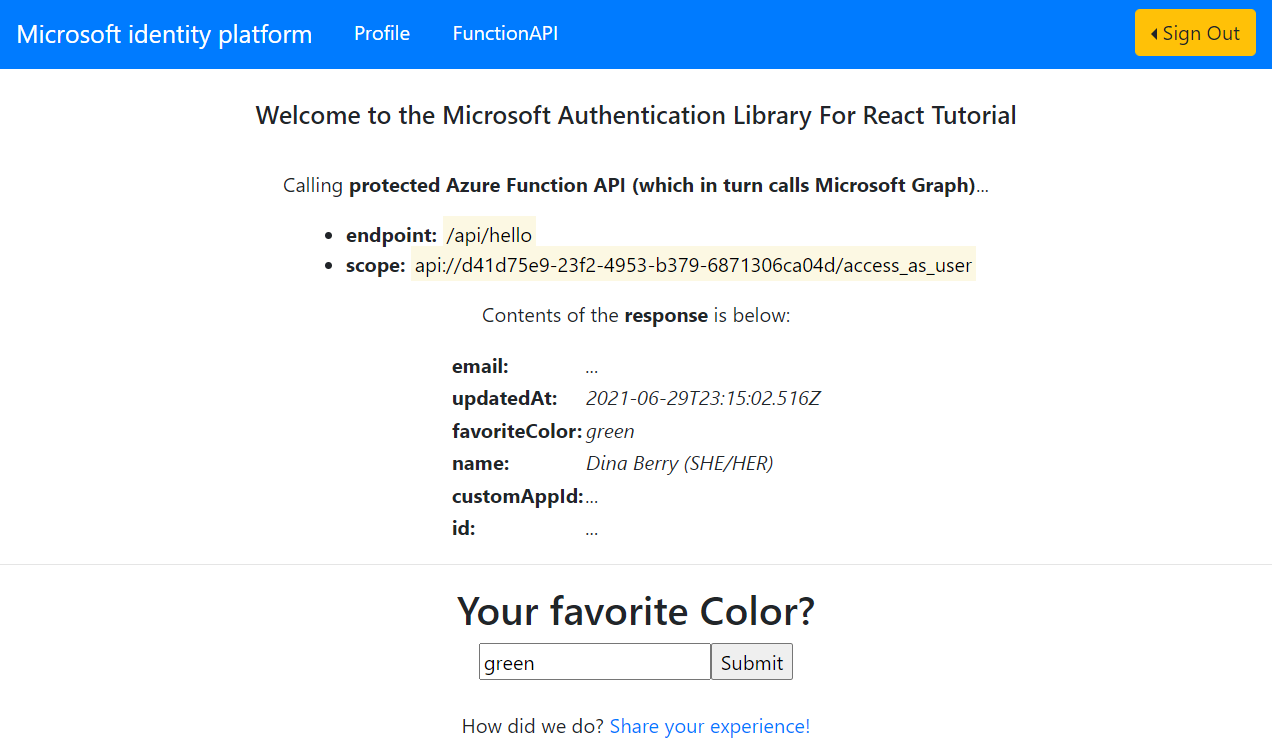 Microsoft identity platform Profile FunctionAPI Sign Out
Welcome to the Microsoft Authentication Library For React Tutorial
Calling protected Azure Function API (which in turn calls Microsoft Graph)...
endpoint: /api/hello
scope: api://d41d75e9-23f2-4953-b379-6871306ca04d/access_as_user
Contents of the response is below:
email: ...
updatedAt: 2021-06-29T23:15:02.516Z
favoriteColor: green
name: Dina Berry (SHE/HER)
customAppId: ...
id: ...
Your favorite Color?
green Submit
How did we do? Share your experience!